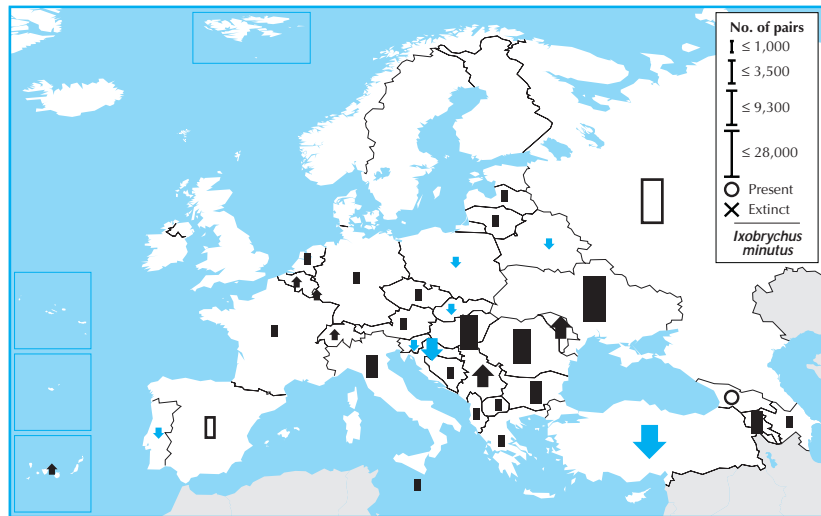 No. of pairs
≤ 1,000
≤ 3,500
≤ 9,300
≤ 28,000
Present
Extinct
Ixobrychus
minutus